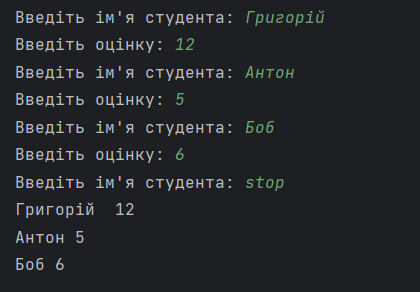 Введіть ім'я студента: Григорій
Введіть оцінку: 12
Введіть ім'я студента: Антон
Введіть оцінку: 5
Введіть ім'я студента: Боб
Введіть оцінку: 6
Введіть ім'я студента: stop
Григорій  12
Антон 5
Боб 6